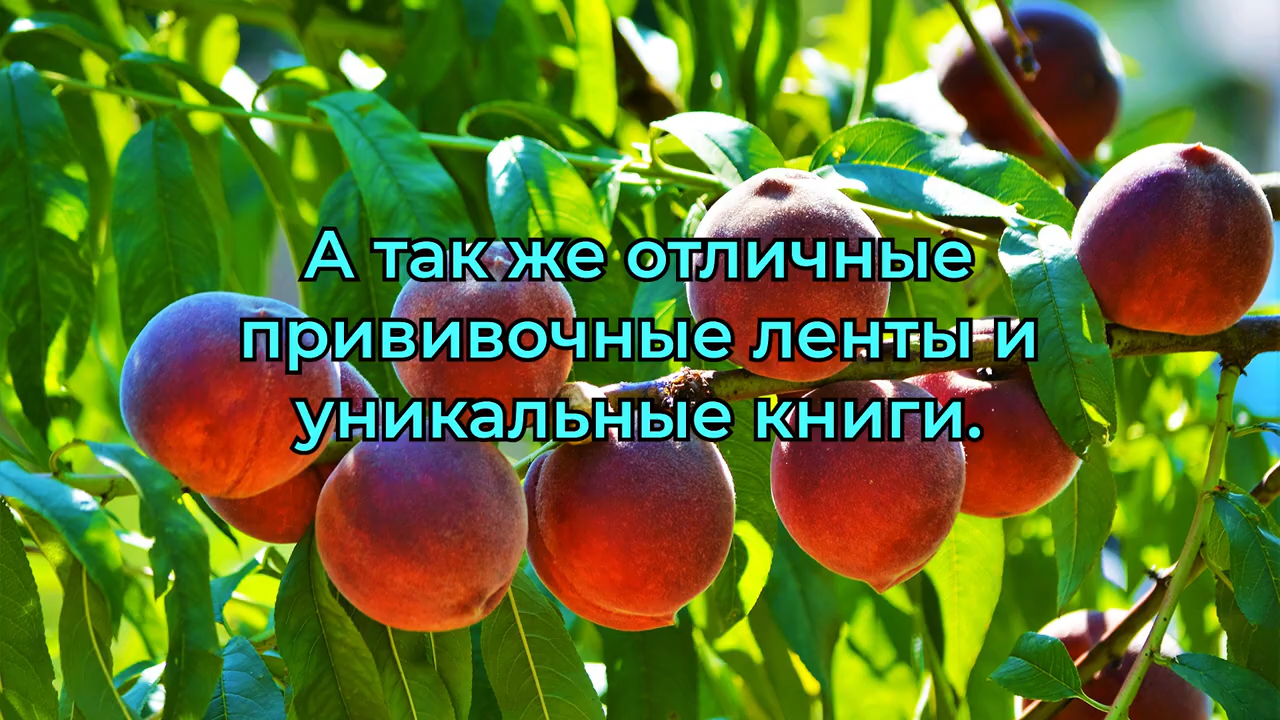 А так же отличные
прививочные ленты и
уникальные книги.